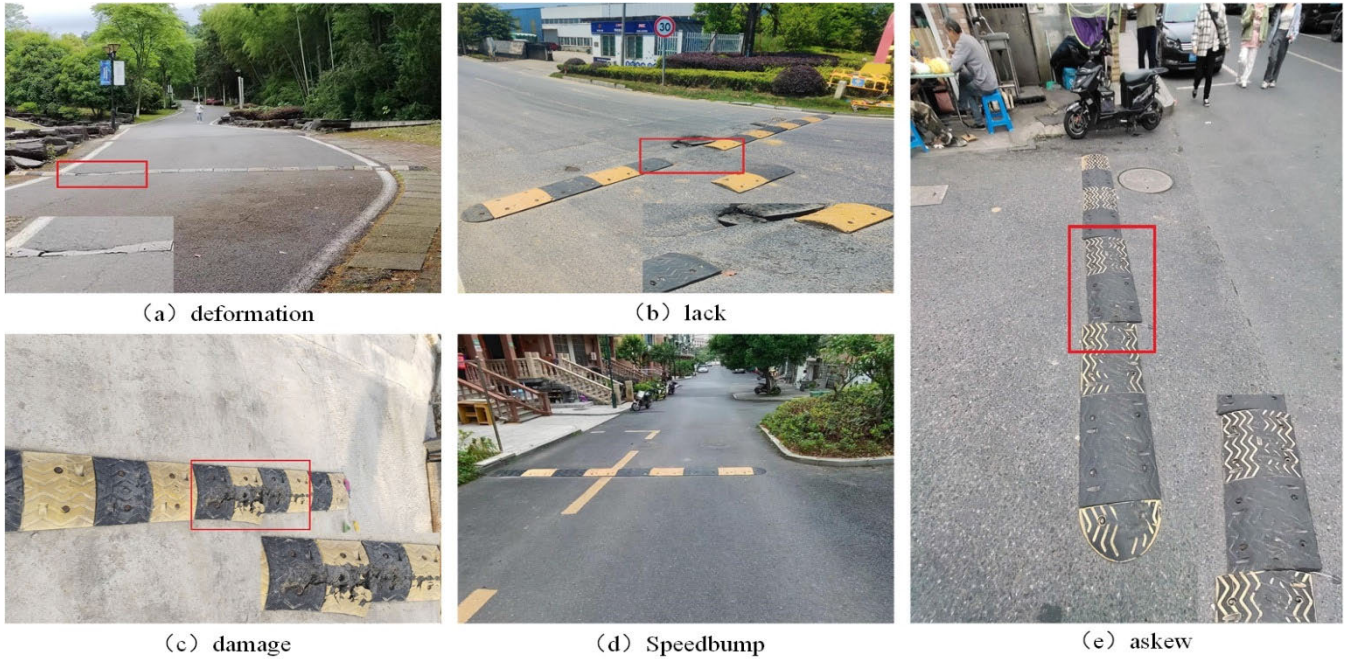 30
（a）deformation
（b）lack
（c）damage
（d）Speedbump
（e）askew